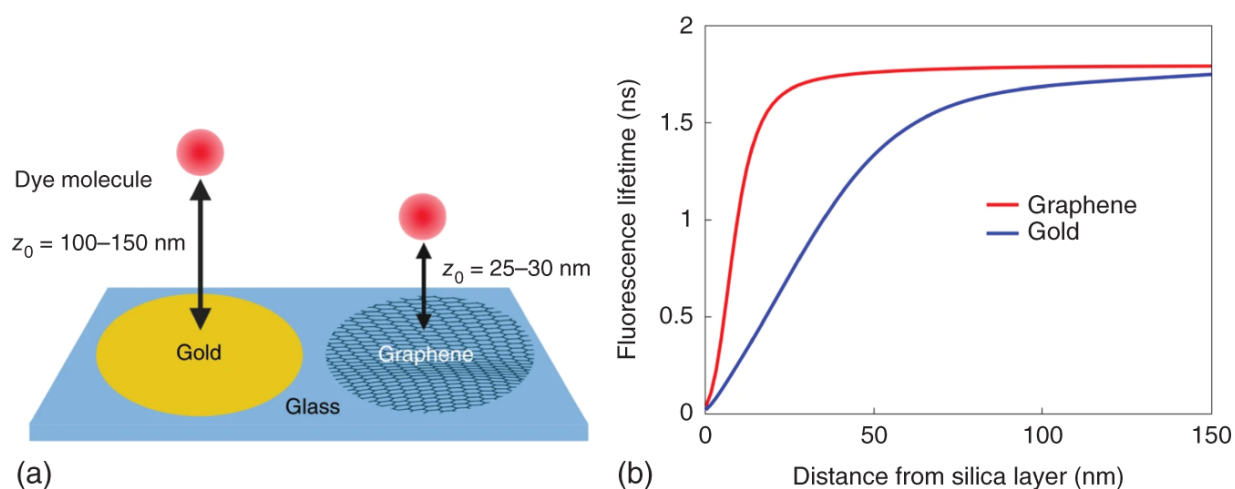 Dye molecule
z0 = 100–150 nm
z0 = 25–30 nm
Gold
Graphene
Glass
(a)
2
1.5
1
0.5
0
Fluorescence lifetime (ns)
Graphene
Gold
0
50
100
150
Distance from silica layer (nm)
(b)